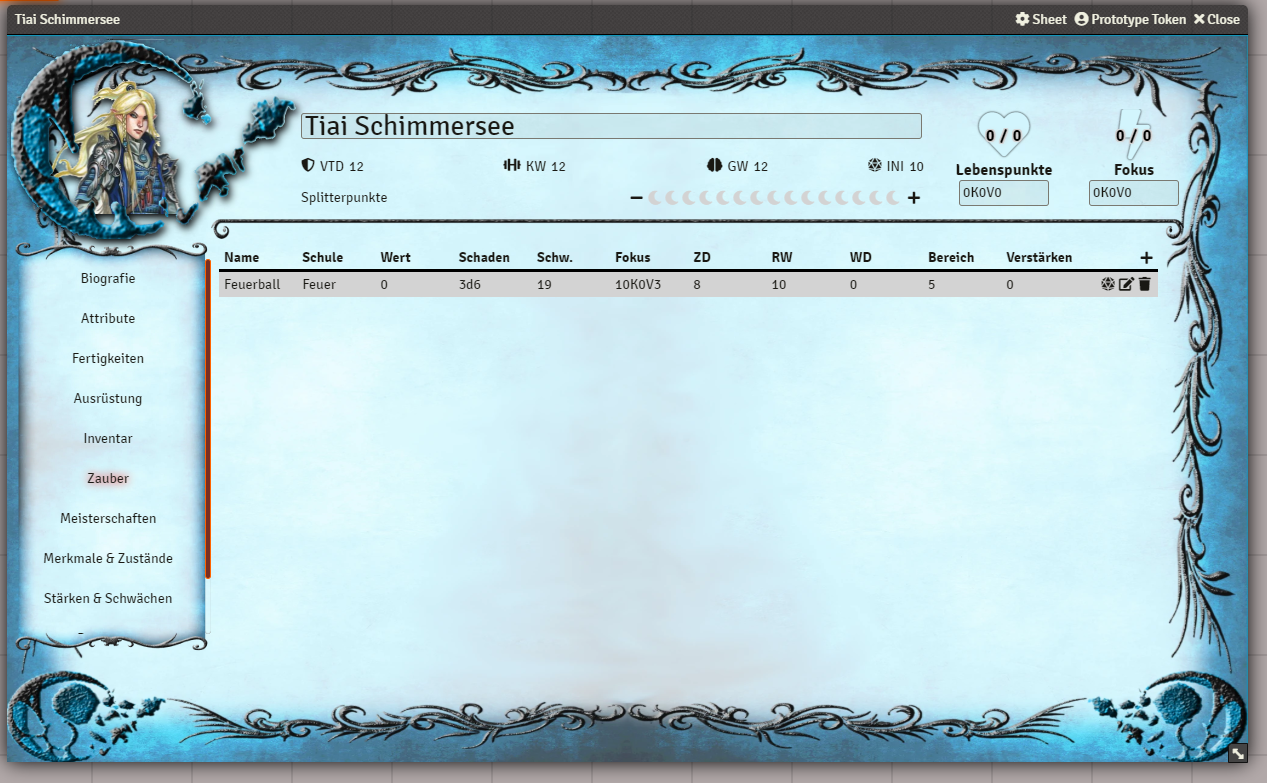 Tiai Schimmersee Sheet Prototype Token Close
Tiai Schimmersee
0 / 0 0 / 0
VTD 12 KW 12 GW 12 INI 10
Lebenspunkte Fokus
Splitterpunkte − +
0K0V0 0K0V0
Name Schule Wert Schaden Schw. Fokus ZD RW WD Bereich Verstärken +
Feuerball Feuer 0 3d6 19 10K0V3 8 10 0 5 0
Biografie
Attribute
Fertigkeiten
Ausrüstung
Inventar
Zauber
Meisterschaften
Merkmale & Zustände
Stärken & Schwächen